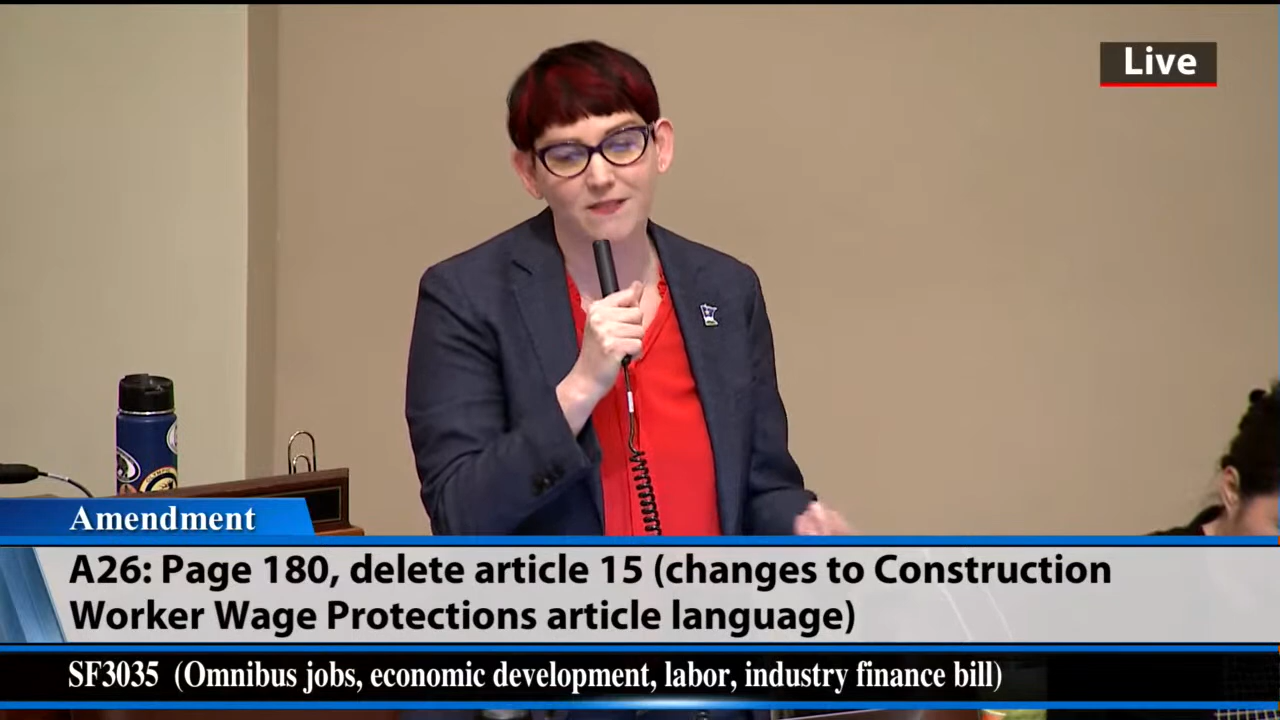 Live
Amendment
A26: Page 180, delete article 15 (changes to Construction
Worker Wage Protections article language)
SF3035 (Omnibus jobs, economic development, labor, industry finance bill)